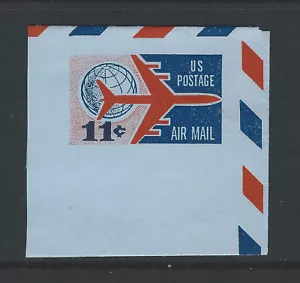 US
POSTAGE
11¢
AIR MAIL